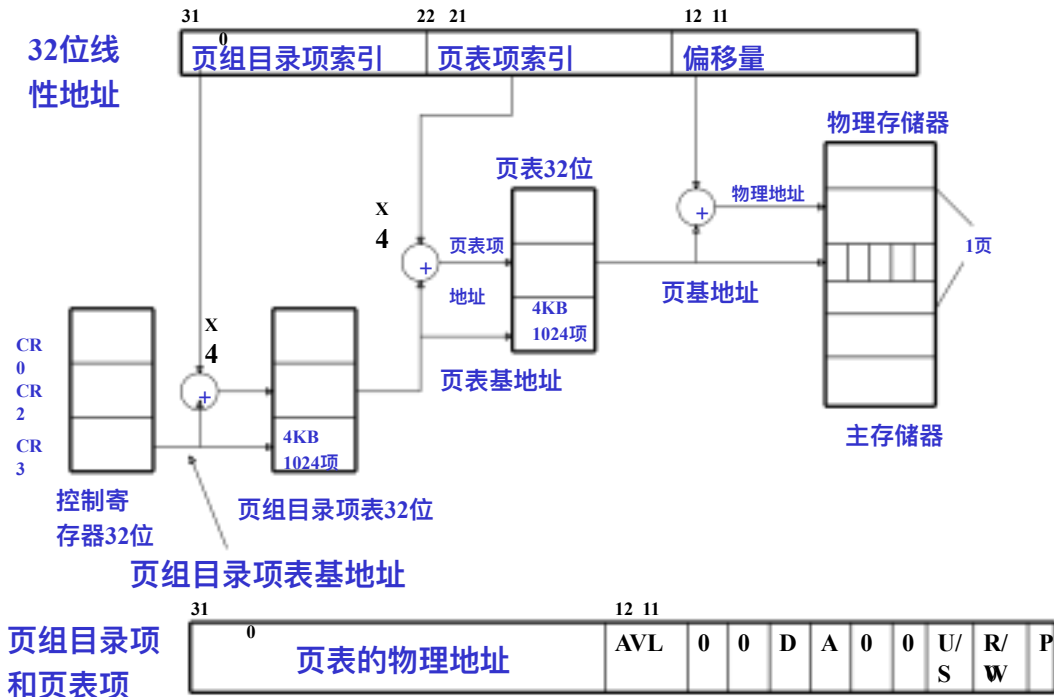 31
22 21
12 11
0
32位线
性地址
页组目录项索引
页表项索引
偏移量
物理存储器
页表32位
X
4
+
页表项
地址
+
物理地址
1页
页基地址
4KB
1024项
页表基地址
X
4
+
CR
0
CR
2
CR
3
4KB
1024项
主存储器
控制寄
存器32位
页组目录项表32位
页组目录项表基地址
31
12 11
0
页组目录项
和页表项
页表的物理地址
AVL
0
0
D
A
0
0
U/
S
R/
W
P